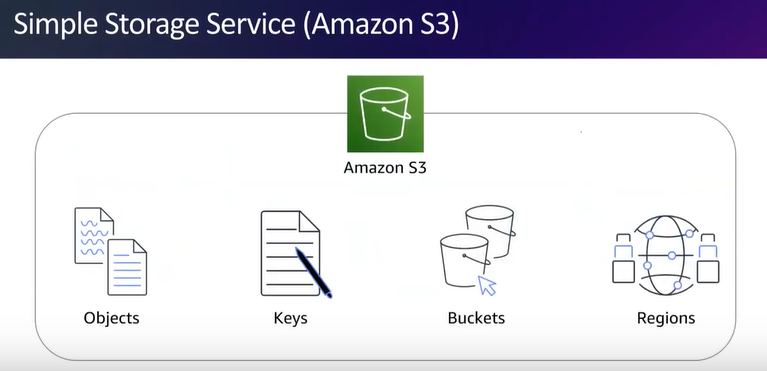 Simple Storage Service (Amazon S3)
Amazon S3
Objects
Keys
Buckets
Regions